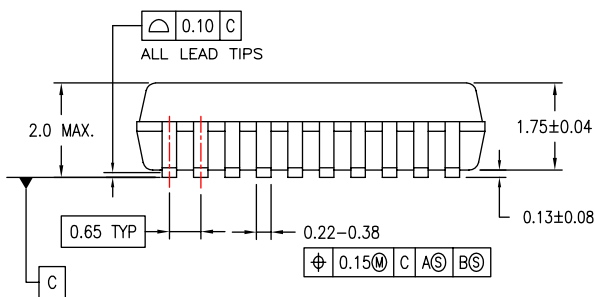 0.10 C
ALL LEAD TIPS
2.0 MAX.
1.75±0.04
0.65 TYP
0.22-0.38
0.13±0.08
⌖ 0.15Ⓜ C AⓈ BⓈ
C